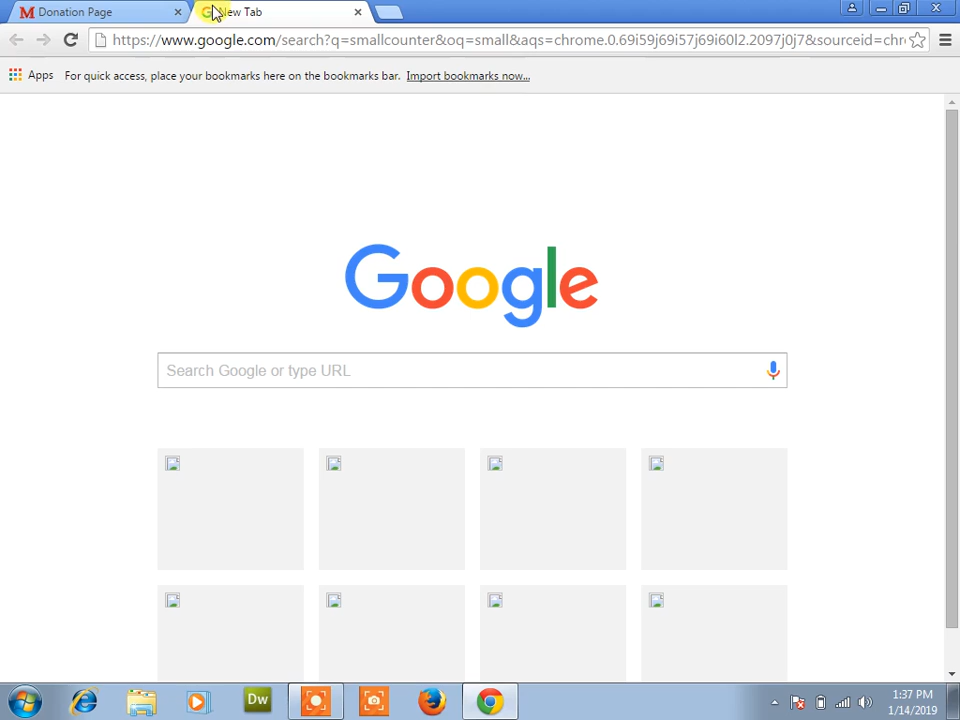 Donation Page
New Tab
https://www.google.com/search?q=smallcounter&oq=small&aqs=chrome.0.69i59j69i57j69i60l2.2097j0j7&sourceid=chr
Apps For quick access, place your bookmarks here on the bookmarks bar. Import bookmarks now...
Google
Search Google or type URL
Dw
1:37 PM
1/14/2019